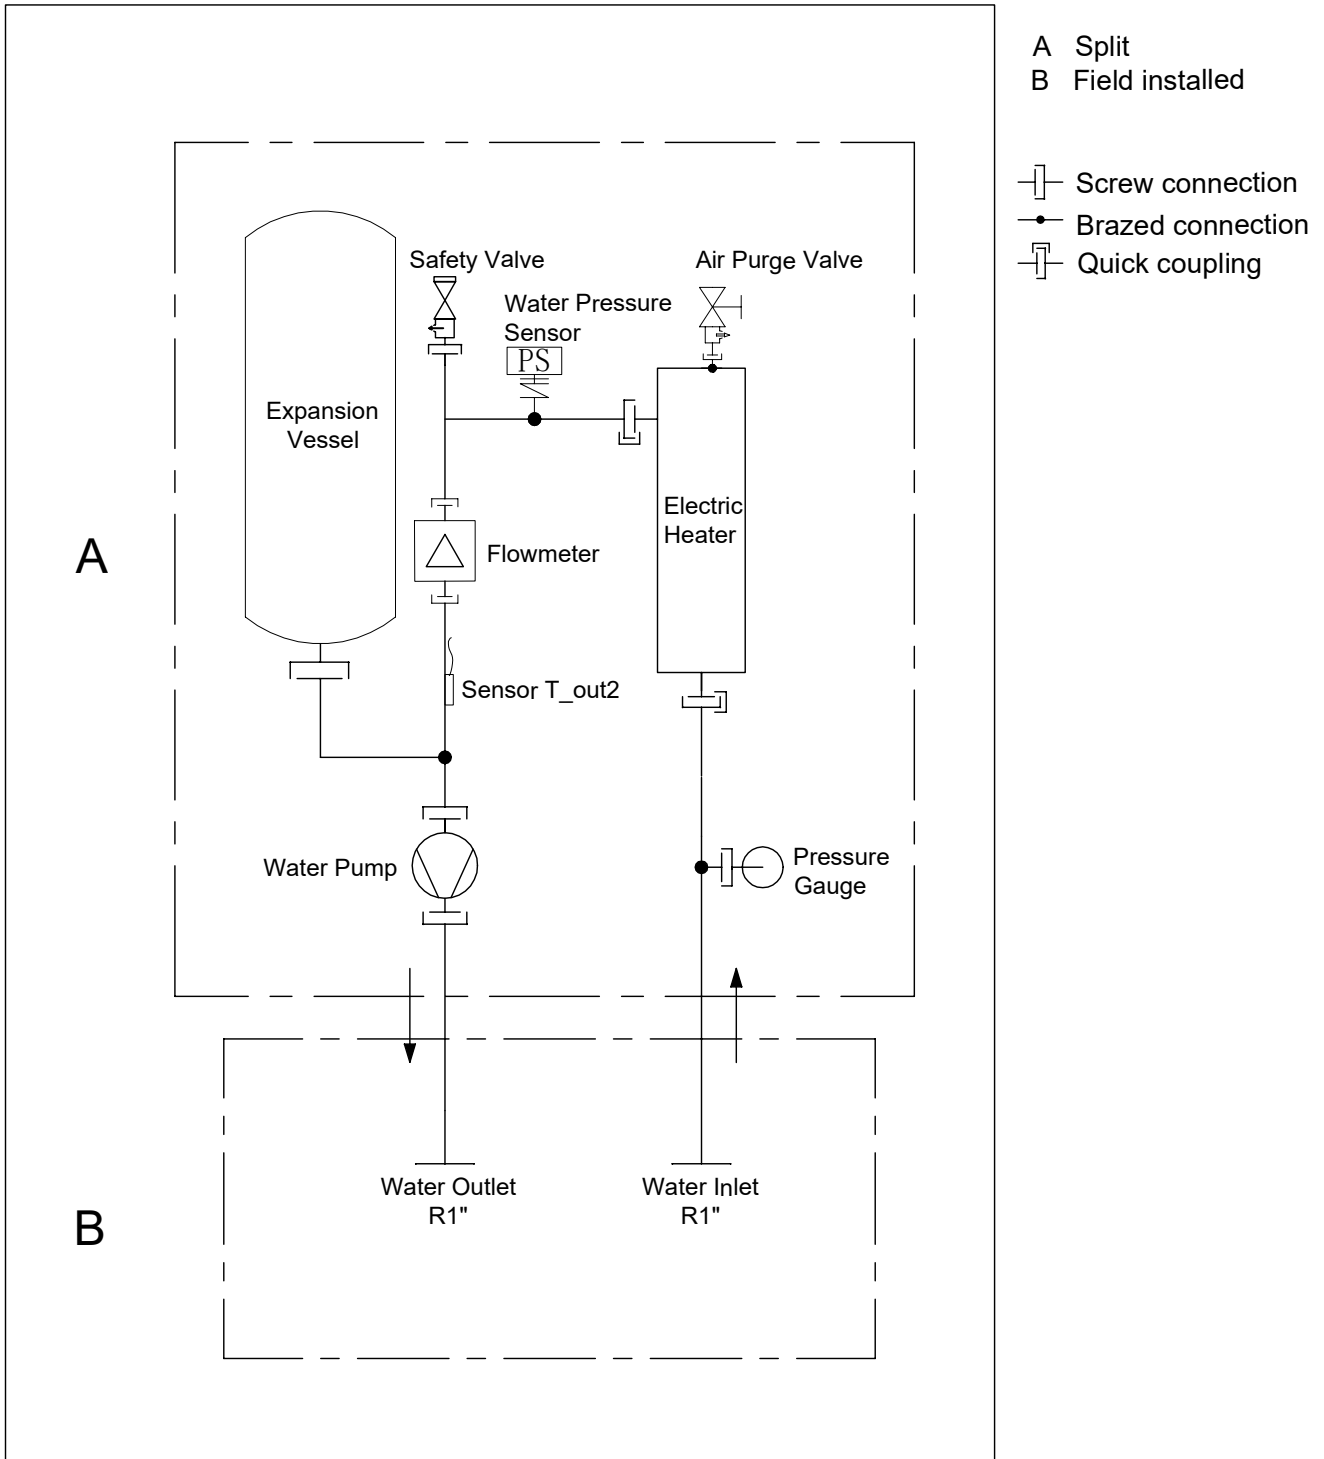 A Split
B Field installed
Screw connection
Brazed connection
Quick coupling
Safety Valve
Air Purge Valve
Water Pressure
Sensor
PS
Expansion
Vessel
Electric
Heater
A
Flowmeter
Sensor T_out2
Water Pump
Pressure
Gauge
Water Outlet
R1"
Water Inlet
R1"
B